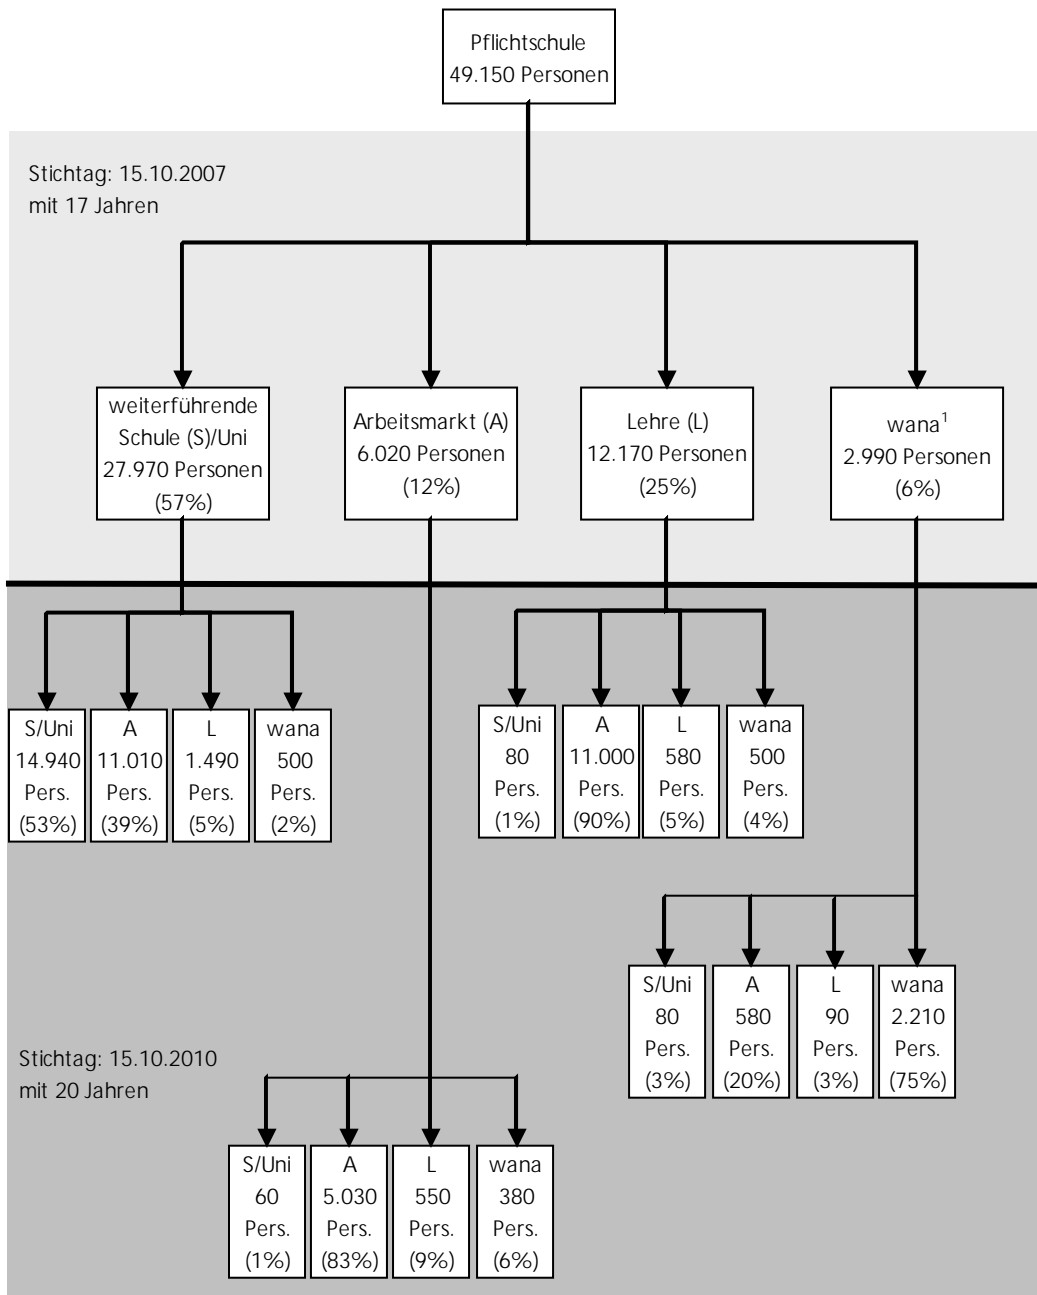 Pflichtschule
49.150 Personen
Stichtag: 15.10.2007
mit 17 Jahren
weiterführende
Schule (S)/Uni
27.970 Personen
(57%)
Arbeitsmarkt (A)
6.020 Personen
(12%)
Lehre (L)
12.170 Personen
(25%)
wana¹
2.990 Personen
(6%)
S/Uni
14.940
Pers.
(53%)
A
11.010
Pers.
(39%)
L
1.490
Pers.
(5%)
wana
500
Pers.
(2%)
S/Uni
80
Pers.
(1%)
A
11.000
Pers.
(90%)
L
580
Pers.
(5%)
wana
500
Pers.
(4%)
S/Uni
80
Pers.
(3%)
A
580
Pers.
(20%)
L
90
Pers.
(3%)
wana
2.210
Pers.
(75%)
Stichtag: 15.10.2010
mit 20 Jahren
S/Uni
60
Pers.
(1%)
A
5.030
Pers.
(83%)
L
550
Pers.
(9%)
wana
380
Pers.
(6%)